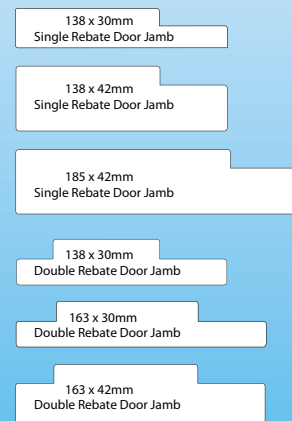 138 x 30mm
Single Rebate Door Jamb
138 x 42mm
Single Rebate Door Jamb
185 x 42mm
Single Rebate Door Jamb
138 x 30mm
Double Rebate Door Jamb
163 x 30mm
Double Rebate Door Jamb
163 x 42mm
Double Rebate Door Jamb